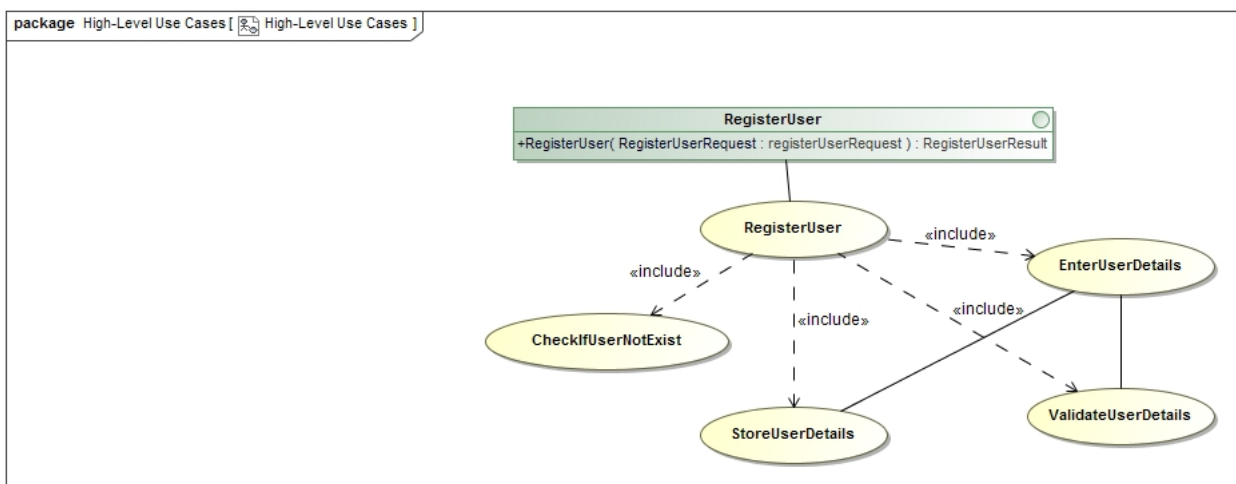 package High-Level Use Cases [ High-Level Use Cases ]
RegisterUser
+RegisterUser( RegisterUserRequest : registerUserRequest ) : RegisterUserResult
RegisterUser
«include»
EnterUserDetails
«include»
«include»
«include»
CheckIfUserNotExist
ValidateUserDetails
StoreUserDetails